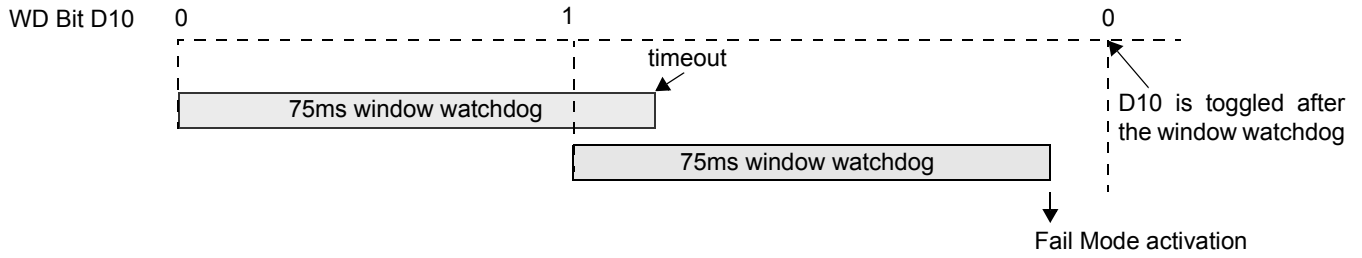 WD Bit D10 0 1 0
timeout
75ms window watchdog
D10 is toggled after
the window watchdog
75ms window watchdog
Fail Mode activation